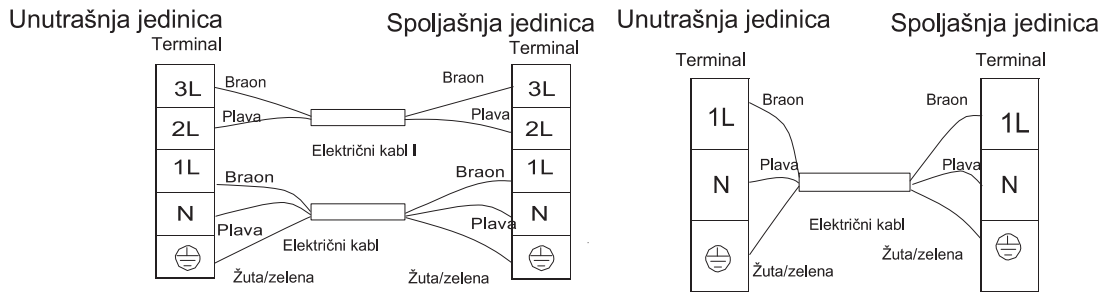 Unutrašnja jedinica
Terminal
Spoljašnja jedinica
Terminal
3L
Braon
Braon
3L
2L
Plava
Plava
2L
Električni kabl I
1L
Braon
Braon
1L
N
Plava
Plava
N
Električni kabl
Žuta/zelena
Žuta/zelena
Unutrašnja jedinica
Terminal
Spoljašnja jedinica
Terminal
1L
Braon
Braon
1L
N
Plava
Plava
N
Električni kabl
Žuta/zelena
Žuta/zelena